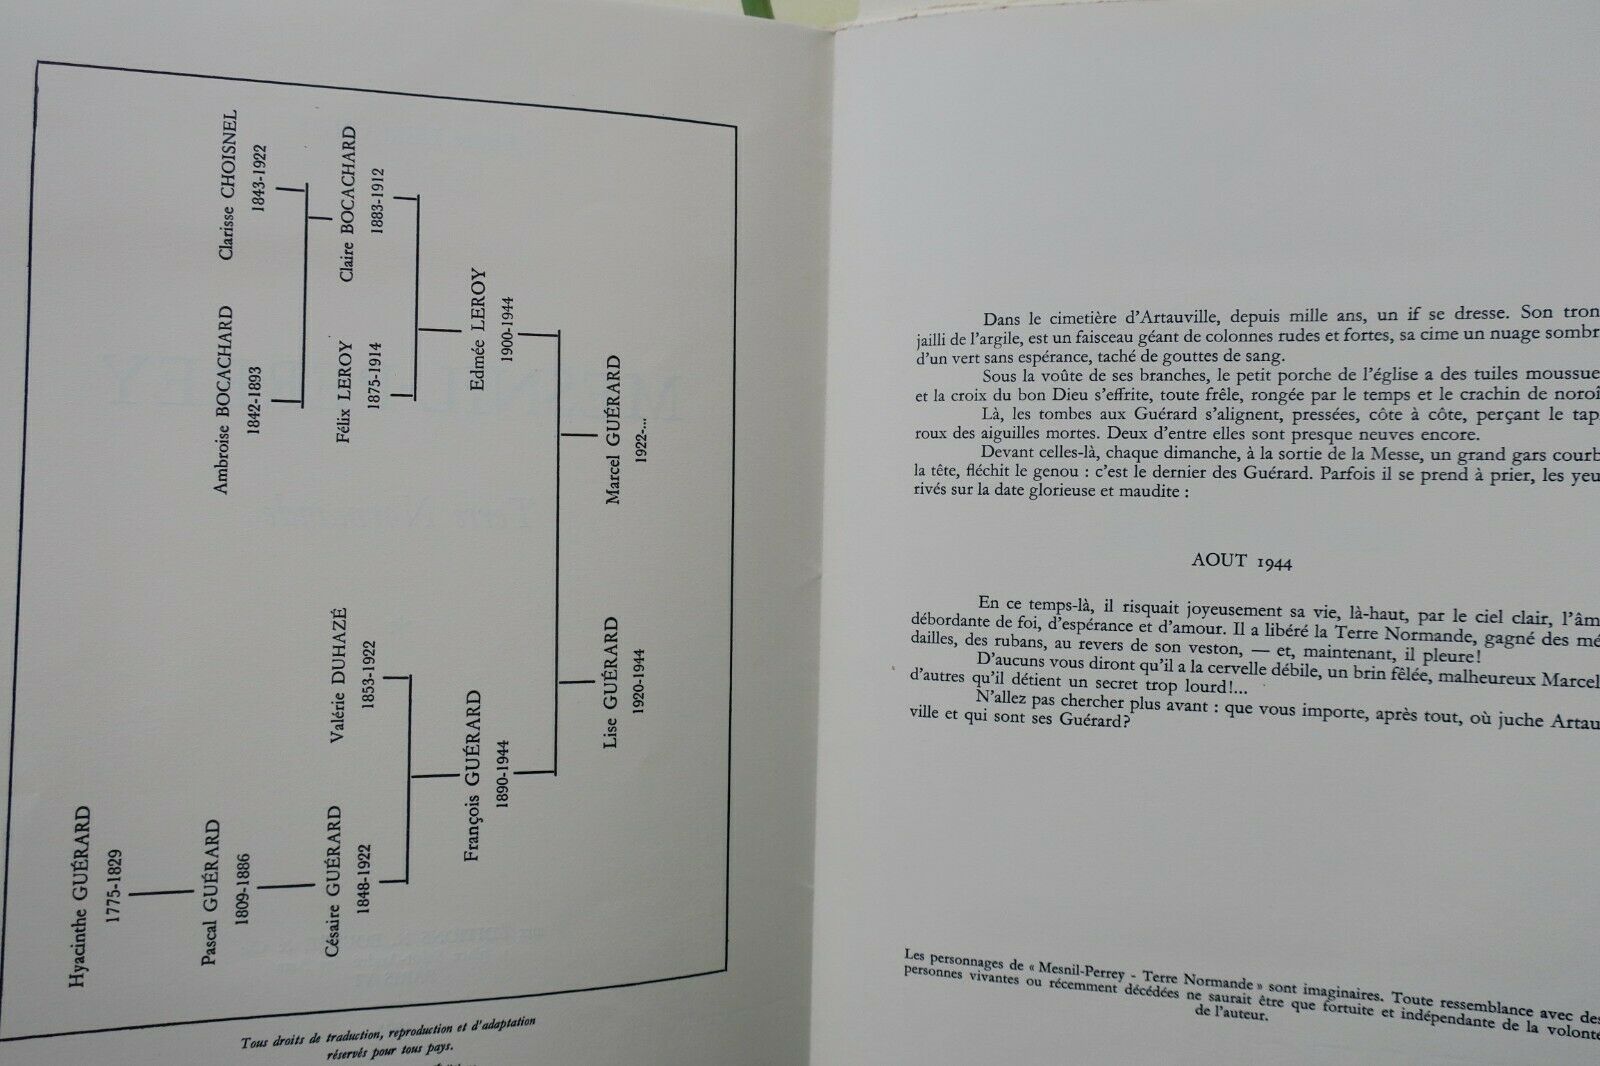 Hyacinthe GUÉRARD
1775-1829
Pascal GUÉRARD
1809-1886
Ambroise BOCACHARD
1842-1893
Clarisse CHOISNEL
1843-1922
Césaire GUÉRARD
1848-1922
Valérie DUHAZÉ
1853-1922
Félix LEROY
1875-1914
Claire BOCACHARD
1883-1912
François GUÉRARD
1890-1944
Edmée LEROY
1900-1944
Lise GUÉRARD
1920-1944
Marcel GUÉRARD
1922-...
Tous droits de traduction, reproduction et d'adaptation
réservés pour tous pays.
Dans le cimetière d'Artauville, depuis mille ans, un if se dresse. Son tron
jailli de l'argile, est un faisceau géant de colonnes rudes et fortes, sa cime un nuage sombr
d'un vert sans espérance, taché de gouttes de sang.
Sous la voûte de ses branches, le petit porche de l'église a des tuiles moussue
et la croix du bon Dieu s'effrite, toute frêle, rongée par le temps et le crachin de noroî
Là, les tombes aux Guérard s'alignent, pressées, côte à côte, perçant le tap
roux des aiguilles mortes. Deux d'entre elles sont presque neuves encore.
Devant celles-là, chaque dimanche, à la sortie de la Messe, un grand gars courb
la tête, fléchit le genou : c'est le dernier des Guérard. Parfois il se prend à prier, les yeu
rivés sur la date glorieuse et maudite :
AOUT 1944
En ce temps-là, il risquait joyeusement sa vie, là-haut, par le ciel clair, l'âm
débordante de foi, d'espérance et d'amour. Il a libéré la Terre Normande, gagné des mé
dailles, des rubans, au revers de son veston, — et, maintenant, il pleure!
D'aucuns vous diront qu'il a la cervelle débile, un brin fêlée, malheureux Marcel
d'autres qu'il détient un secret trop lourd!...
N'allez pas chercher plus avant : que vous importe, après tout, où juche Artau
ville et qui sont ses Guérard?
Les personnages de « Mesnil-Perrey - Terre Normande » sont imaginaires. Toute ressemblance avec des
personnes vivantes ou récemment décédées ne saurait être que fortuite et indépendante de la volonté
de l'auteur.